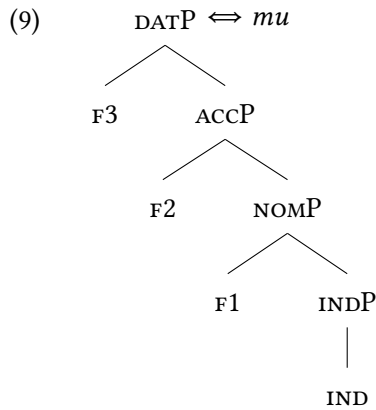 (9) DATP ⇔ mu
F3 ACCP
F2 NOMP
F1 INDP
IND